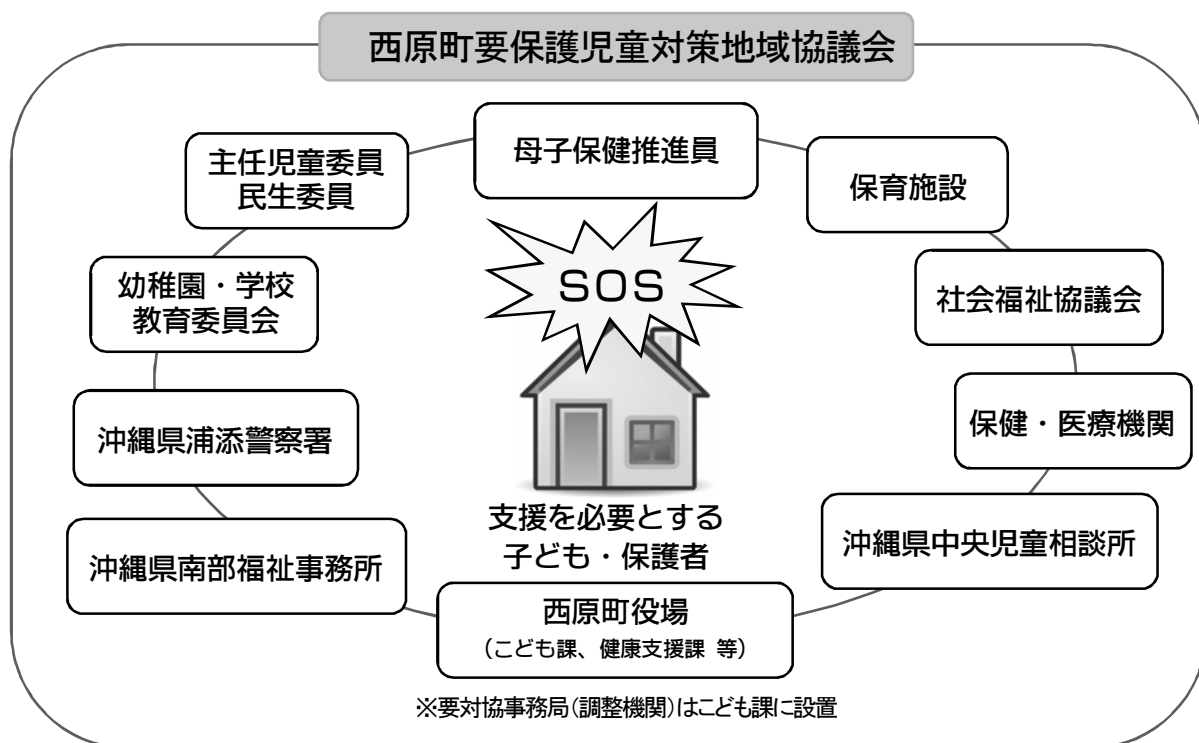 西原町要保護児童対策地域協議会
母子保健推進員
主任児童委員
民生委員
保育施設
幼稚園・学校
教育委員会
SOS
社会福祉協議会
沖縄県浦添警察署
保健・医療機関
支援を必要とする
子ども・保護者
沖縄県南部福祉事務所
沖縄県中央児童相談所
西原町役場
（こども課、健康支援課 等）
※要対協事務局（調整機関）はこども課に設置